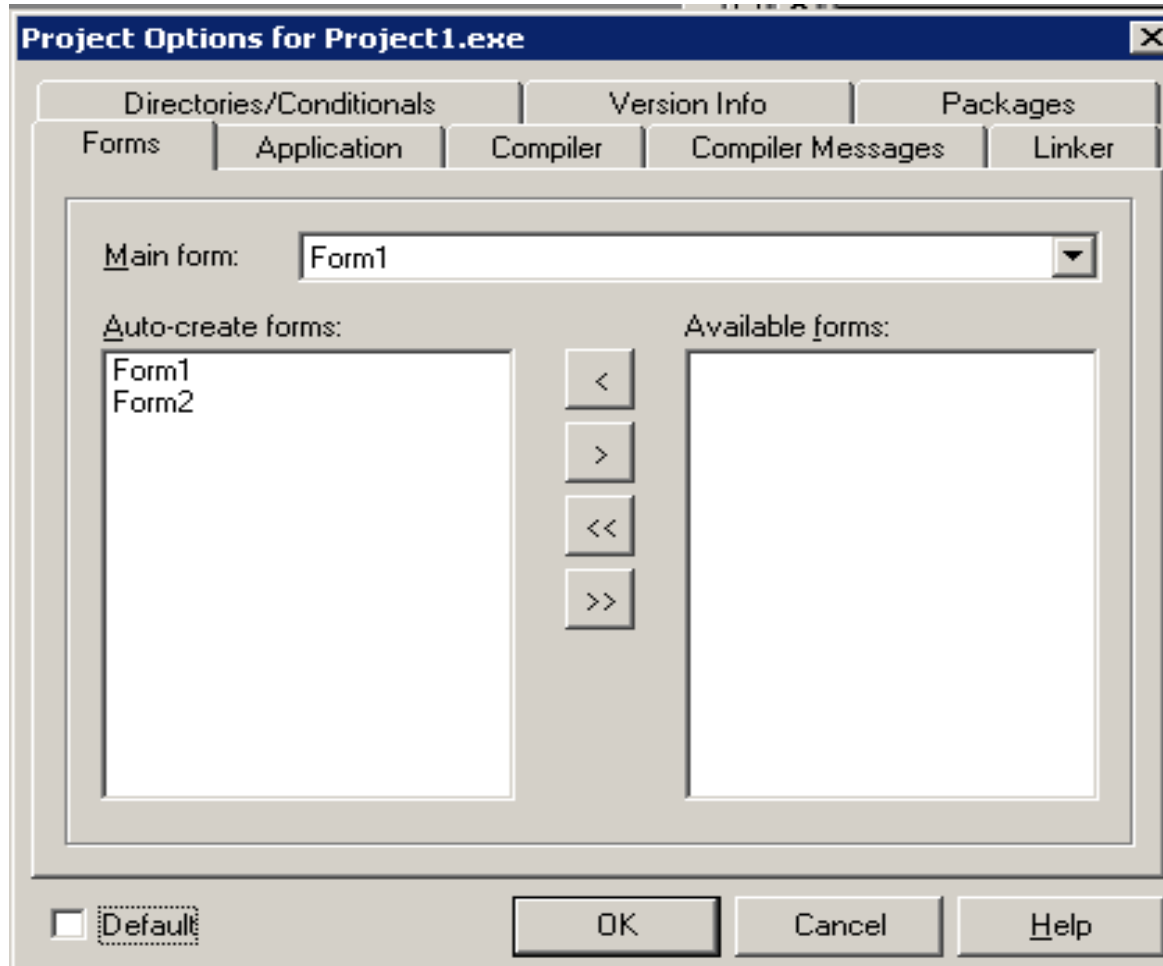 Project Options for Project1.exe
Directories/Conditionals Version Info Packages
Forms Application Compiler Compiler Messages Linker
Main form: Form1
Auto-create forms: Available forms:
Form1
Form2
<
>
<<
>>
Default OK Cancel Help